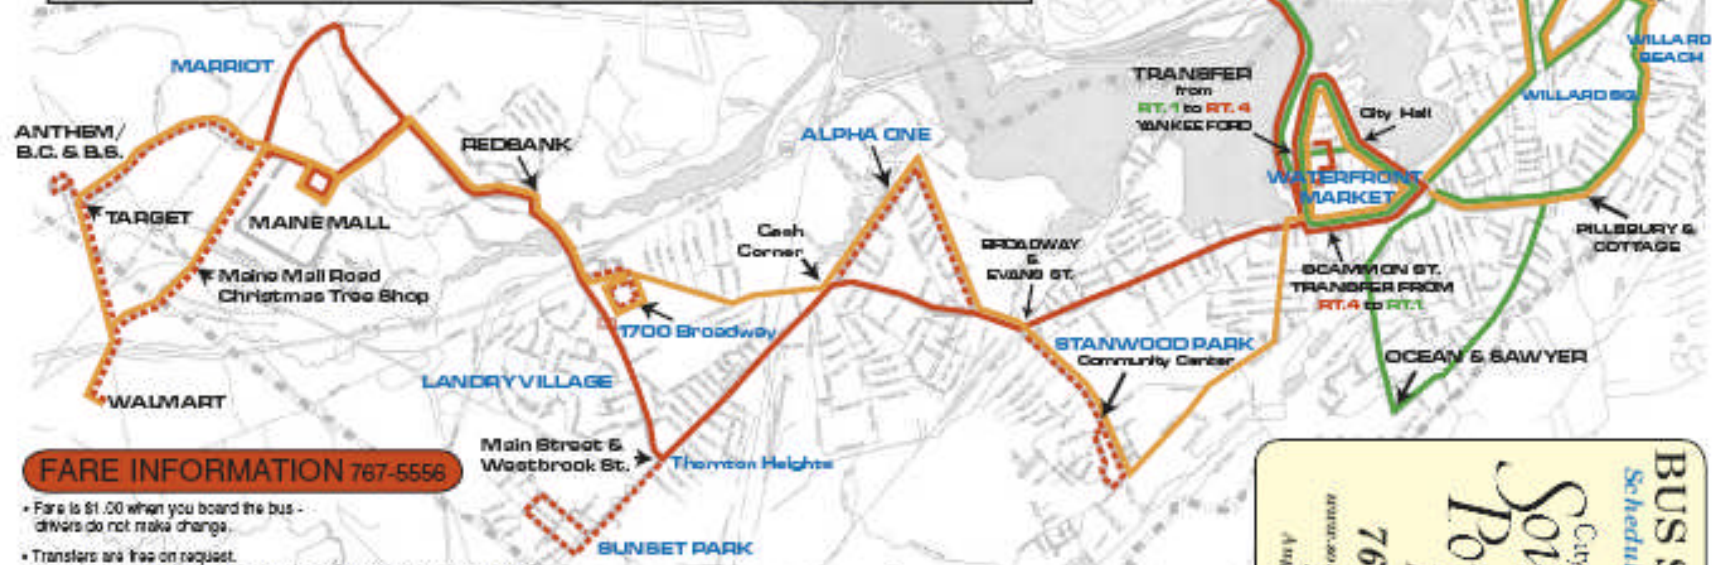 MARRIOT
ANTHEM/
B.C. & B.S.
REDBANK
ALPHA ONE
TRANSFER
from
RT. 1 to RT. 4
YANKEE FORD
City Hall
WILLARD
BEACH
WILLARD SQ.
WATERFRONT
MARKET
TARGET
MAINE MALL
Cash
Corner
BROADWAY
&
EVANS ST.
PILLSBURY &
COTTAGE
Maine Mall Road
Christmas Tree Shop
SCAMMON ST.
TRANSFER FROM
RT.4 to RT.1
1700 Broadway
STANWOOD PARK
Community Center
OCEAN & SAWYER
LANDRY VILLAGE
WALMART
Main Street &
Westbrook St.
Thornton Heights
SUNSET PARK
FARE INFORMATION 767-5556
• Fare is $1.00 when you board the bus -
drivers do not make change.
• Transfers are free on request.
BUS S
Schedu
City
Sou
Po
76